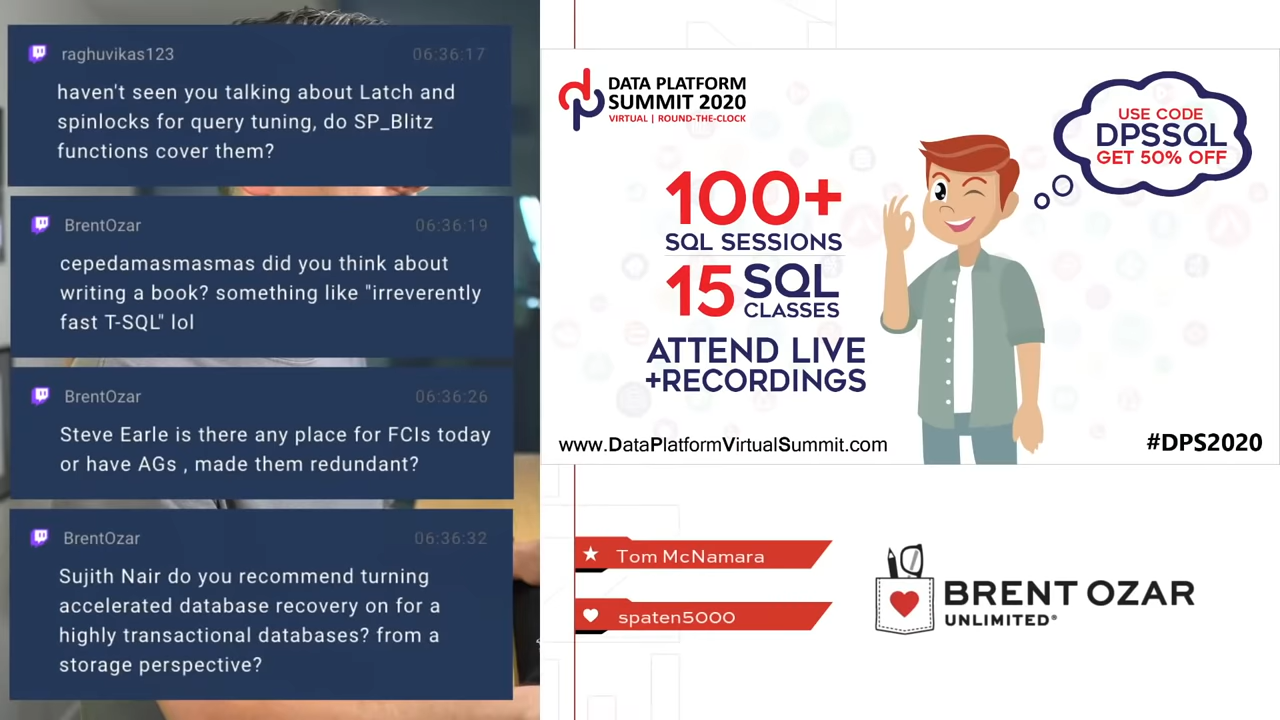 raghuvikas123 06:36:17
haven't seen you talking about Latch and
spinlocks for query tuning, do SP_Blitz
functions cover them?
BrentOzar 06:36:19
cepedamasmasmas did you think about
writing a book? something like "irreverently
fast T-SQL" lol
BrentOzar 06:36:26
Steve Earle is there any place for FCIs today
or have AGs , made them redundant?
BrentOzar 06:36:32
Sujith Nair do you recommend turning
accelerated database recovery on for a
highly transactional databases? from a
storage perspective?
dp
DATA PLATFORM
SUMMIT 2020
VIRTUAL | ROUND-THE-CLOCK
USE CODE
DPSSQL
GET 50% OFF
100+
SQL SESSIONS
15 SQL
CLASSES
ATTEND LIVE
+RECORDINGS
www.DataPlatformVirtualSummit.com
#DPS2020
Tom McNamara
spaten5000
BRENT OZAR
UNLIMITED®